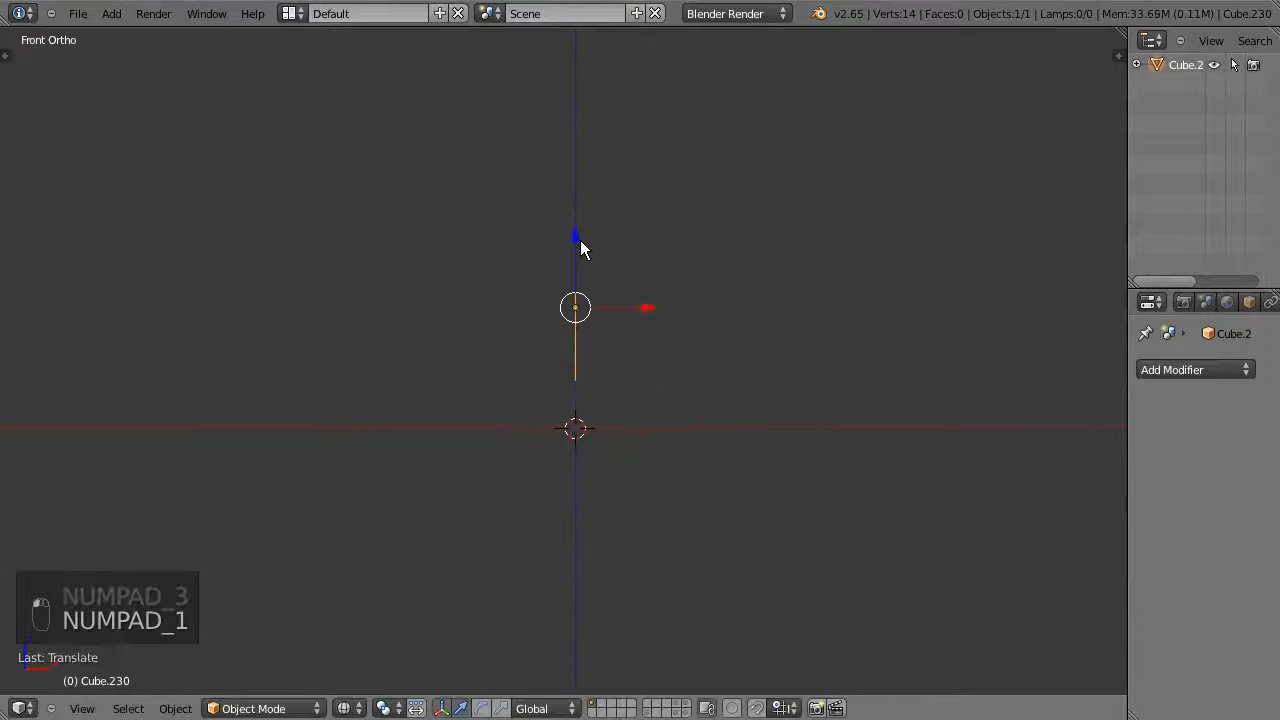 File Add Render Window Help Default Scene Blender Render v2.65 | Verts:14 | Faces:0 | Objects:1/1 | Lamps:0/0 | Mem:33.69M (0.11M) | Cube.230
Front Ortho
View Search
Cube.2
Cube.2
Add Modifier
NUMPAD_3
NUMPAD_1
Last: Translate
(0) Cube.230
View Select Object Object Mode Global